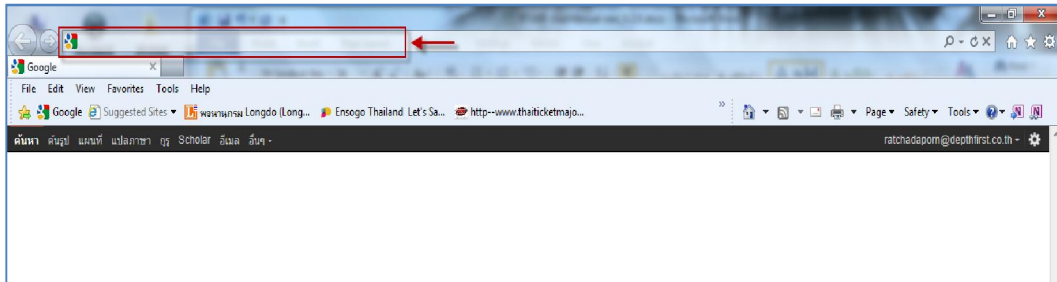 Google
File Edit View Favorites Tools Help
Google Suggested Sites พจนานุกรม Longdo (Long... Ensogo Thailand Let's Sa... http--www.thaiticketmajo... » Page Safety Tools
ค้นหา ค้นรูป แผนที่ แปลภาษา กูรู Scholar อีเมล อื่นๆ ratchadaporn@depthfirst.co.th